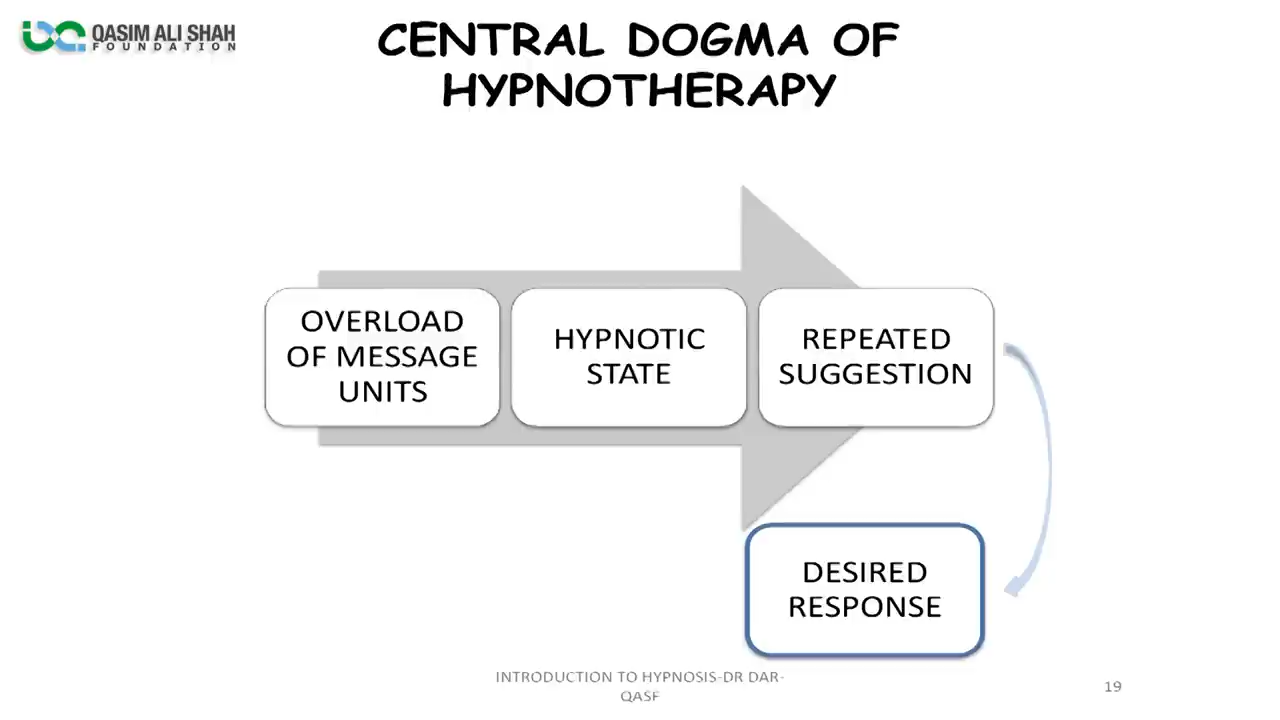 QASIM ALI SHAH
FOUNDATION
CENTRAL DOGMA OF
HYPNOTHERAPY
OVERLOAD
OF MESSAGE
UNITS
HYPNOTIC
STATE
REPEATED
SUGGESTION
DESIRED
RESPONSE
INTRODUCTION TO HYPNOSIS-DR DAR-
QASF
19